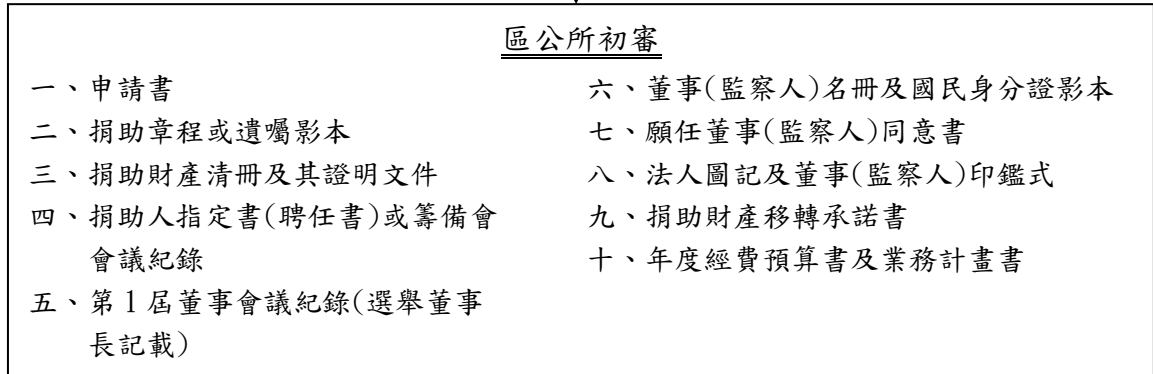 區公所初審
一、申請書
二、捐助章程或遺囑影本
三、捐助財產清冊及其證明文件
四、捐助人指定書(聘任書)或籌備會
會議紀錄
五、第1屆董事會議紀錄(選舉董事
長記載)
六、董事(監察人)名冊及國民身分證影本
七、願任董事(監察人)同意書
八、法人圖記及董事(監察人)印鑑式
九、捐助財產移轉承諾書
十、年度經費預算書及業務計畫書